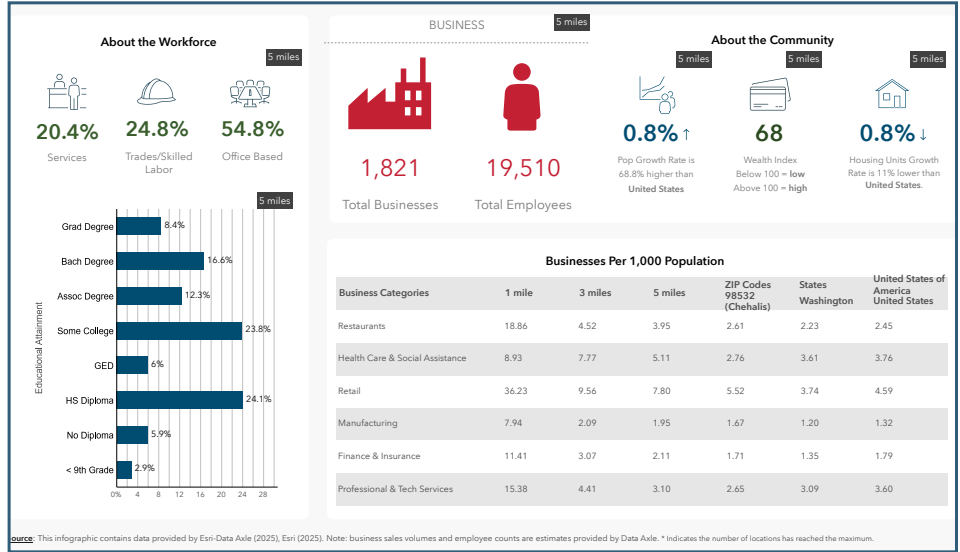 About the Workforce
5 miles
20.4%
Services
24.8%
Trades/Skilled
Labor
54.8%
Office Based
BUSINESS
5 miles
1,821
Total Businesses
19,510
Total Employees
About the Community
5 miles
0.8% ↑
Pop Growth Rate is
68.8% higher than
United States
5 miles
68
Wealth Index
Below 100 = low
Above 100 = high
5 miles
0.8% ↓
Housing Units Growth
Rate is 11% lower than
United States.
5 miles
Educational Attainment
Grad Degree 8.4%
Bach Degree 16.6%
Assoc Degree 12.3%
Some College 23.8%
GED 6%
HS Diploma 24.1%
No Diploma 5.9%
< 9th Grade 2.9%
0% 4 8 12 16 20 24 28
Businesses Per 1,000 Population
Business Categories
1 mile
3 miles
5 miles
ZIP Codes
98532
(Chehalis)
States
Washington
United States of
America
United States
Restaurants 18.86 4.52 3.95 2.61 2.23 2.45
Health Care & Social Assistance 8.93 7.77 5.11 2.76 3.61 3.76
Retail 36.23 9.56 7.80 5.52 3.74 4.59
Manufacturing 7.94 2.09 1.95 1.67 1.20 1.32
Finance & Insurance 11.41 3.07 2.11 1.71 1.35 1.79
Professional & Tech Services 15.38 4.41 3.10 2.65 3.09 3.60
ource: This infographic contains data provided by Esri-Data Axle (2025), Esri (2025). Note: business sales volumes and employee counts are estimates provided by Data Axle. * Indicates the number of locations has reached the maximum.